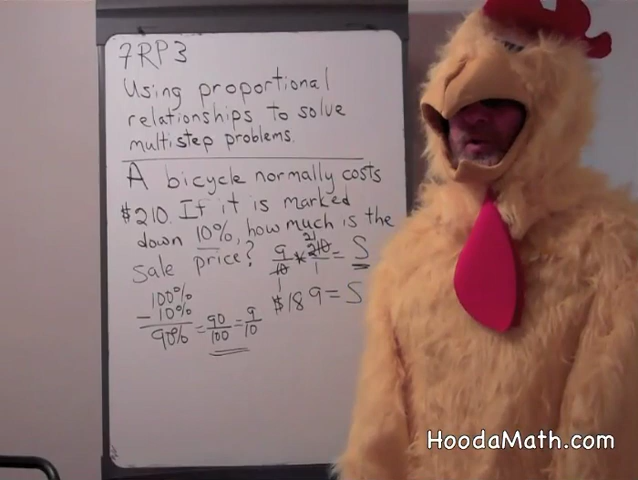 7RP3
Using proportional
relationships to solve
multistep problems.
A bicycle normally costs
$210. If it is marked
down 10%, how much is the
sale price?
9/10 * 210/1 = S
21
1
$189 = S
100%
- 10%
90% = 90/100 = 9/10
HoodaMath.com